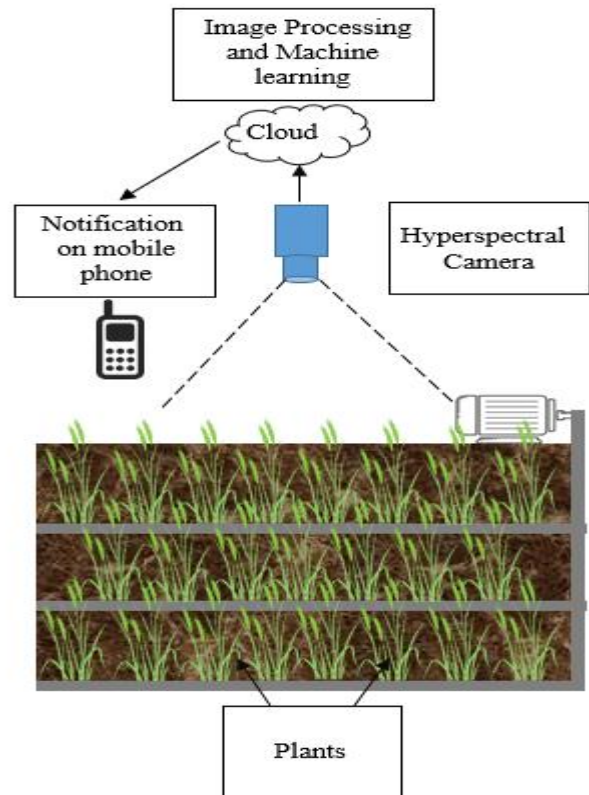 Image Processing
and Machine
learning
Cloud
Notification
on mobile
phone
Hyperspectral
Camera
Plants